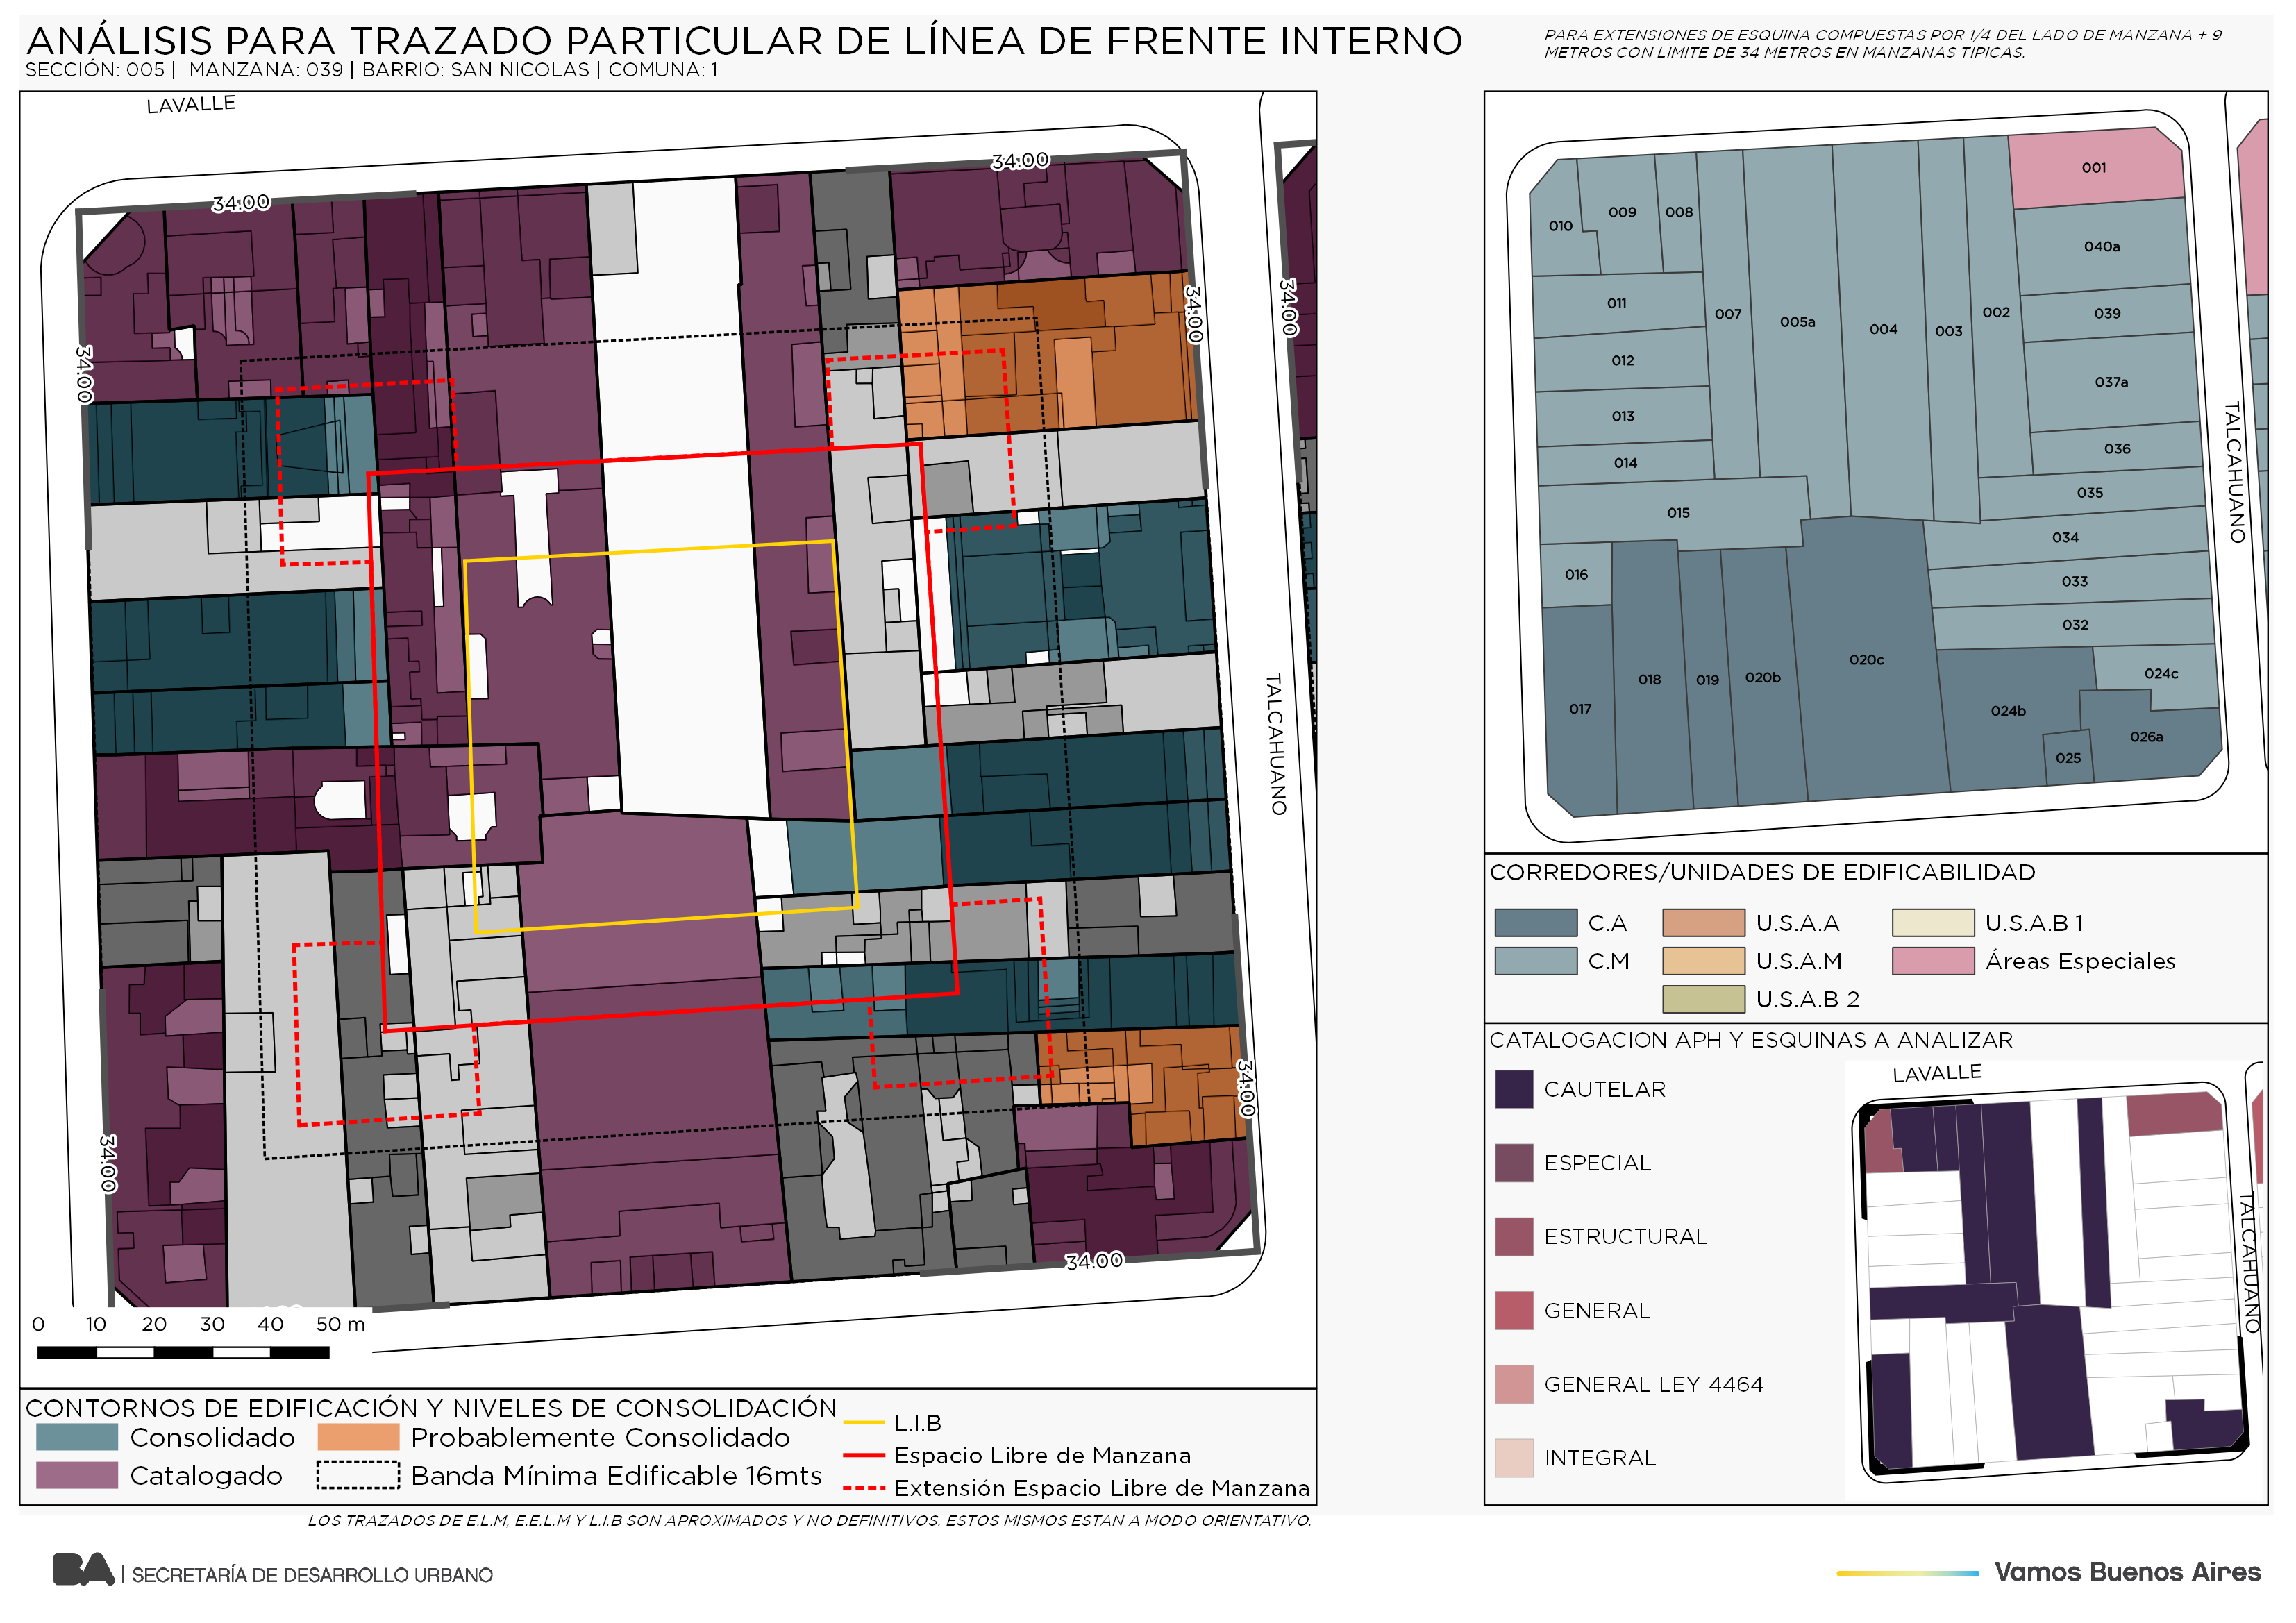 ANÁLISIS PARA TRAZADO PARTICULAR DE LÍNEA DE FRENTE INTERNO
SECCIÓN: 005 | MANZANA: 039 | BARRIO: SAN NICOLAS | COMUNA: 1
PARA EXTENSIONES DE ESQUINA COMPUESTAS POR 1/4 DEL LADO DE MANZANA + 9
METROS CON LIMITE DE 34 METROS EN MANZANAS TIPICAS.
LAVALLE
34.00
34.00
34.00
34.00
34.00
TALCAHUANO
34.00
34.00
34.00
0 10 20 30 40 50 m
CONTORNOS DE EDIFICACIÓN Y NIVELES DE CONSOLIDACIÓN
Consolidado
Probablemente Consolidado
Catalogado
Banda Mínima Edificable 16mts
L.I.B
Espacio Libre de Manzana
Extensión Espacio Libre de Manzana
LOS TRAZADOS DE E.L.M, E.E.L.M Y L.I.B SON APROXIMADOS Y NO DEFINITIVOS. ESTOS MISMOS ESTAN A MODO ORIENTATIVO.
001
010
009
008
040a
011
007
005a
004
003
002
039
012
037a
013
014
036
035
015
034
016
033
032
017
018
019
020b
020c
024c
024b
026a
025
TALCAHUANO
CORREDORES/UNIDADES DE EDIFICABILIDAD
C.A
U.S.A.A
U.S.A.B 1
C.M
U.S.A.M
Áreas Especiales
U.S.A.B 2
CATALOGACION APH Y ESQUINAS A ANALIZAR
CAUTELAR
ESPECIAL
ESTRUCTURAL
GENERAL
GENERAL LEY 4464
INTEGRAL
LAVALLE
TALCAHUANO
BA | SECRETARÍA DE DESARROLLO URBANO
Vamos Buenos Aires